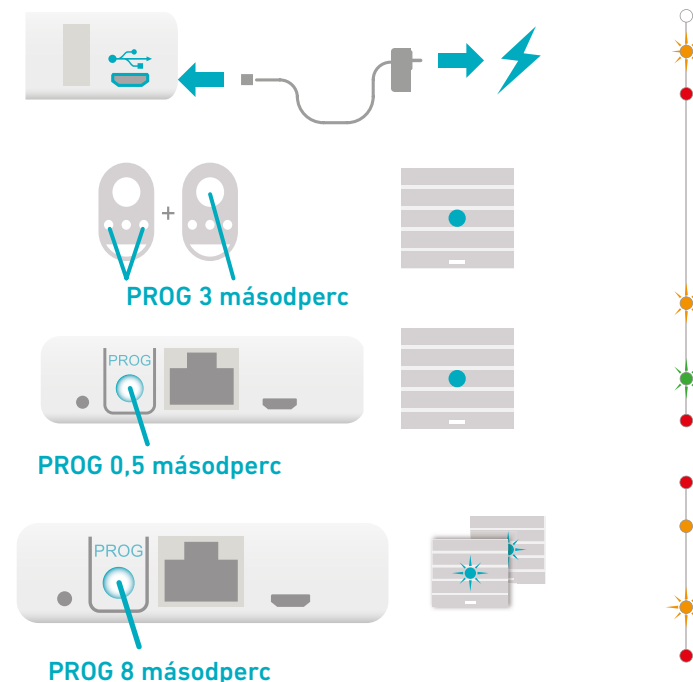 +
PROG 3 másodperc
PROG
PROG 0,5 másodperc
PROG
PROG 8 másodperc